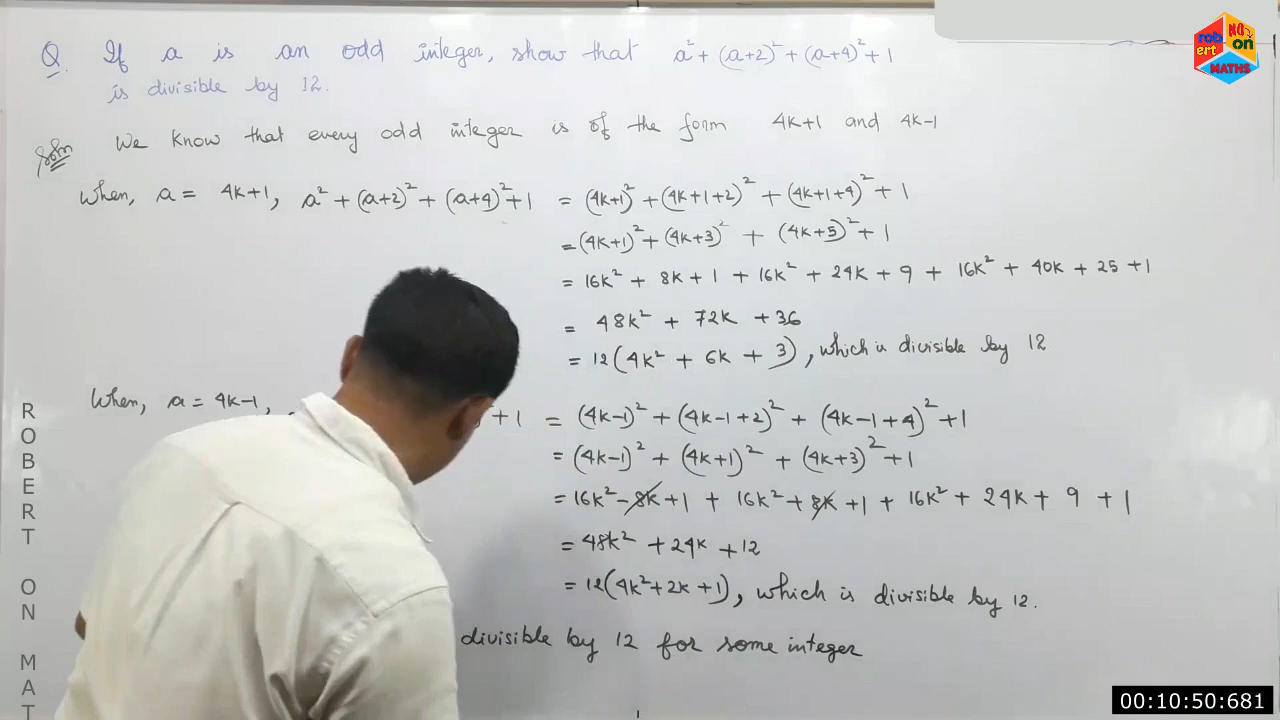 Q. If a is an odd integer, show that a² + (a+2)² + (a+4)² + 1
is divisible by 12.
Soln We know that every odd integer is of the form 4k+1 and 4k-1
When, a = 4k+1, a² + (a+2)² + (a+4)² + 1 = (4k+1)² + (4k+1+2)² + (4k+1+4)² + 1
= (4k+1)² + (4k+3)² + (4k+5)² + 1
= 16k² + 8k + 1 + 16k² + 24k + 9 + 16k² + 40k + 25 + 1
= 48k² + 72k + 36
= 12(4k² + 6k + 3), which is divisible by 12
When, a = 4k-1, +1 = (4k-1)² + (4k-1+2)² + (4k-1+4)² + 1
= (4k-1)² + (4k+1)² + (4k+3)² + 1
= 16k² - 8k + 1 + 16k² + 8k + 1 + 16k² + 24k + 9 + 1
= 48k² + 24k + 12
= 12(4k² + 2k + 1), which is divisible by 12.
divisible by 12 for some integer
robert NO on MATHS
ROBERT ON MAT
00:10:50:681